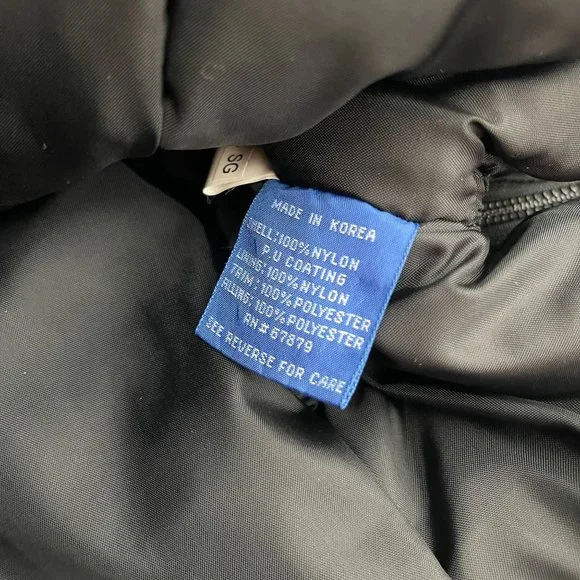 SG
MADE IN KOREA
SHELL:100%NYLON
P.U COATING
LINING:100%NYLON
TRIM:100%POLYESTER
FILLING:100%POLYESTER
RN#67879
SEE REVERSE FOR CARE